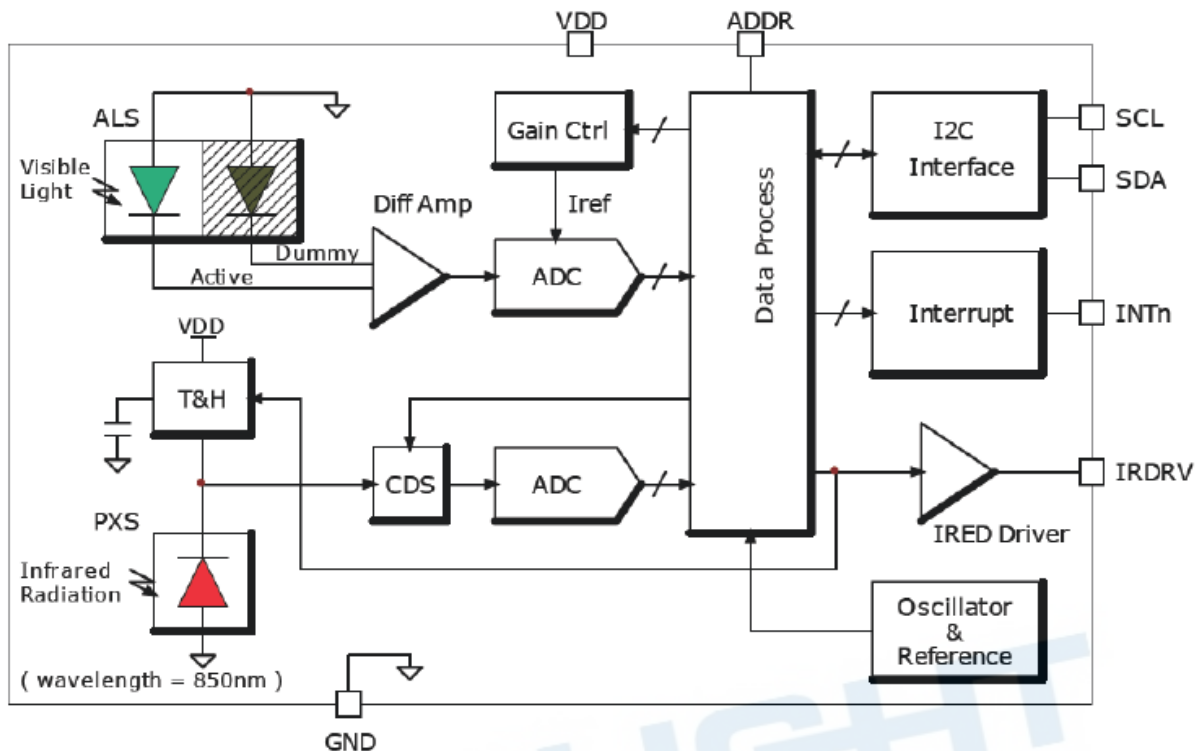 VDD
ADDR
ALS
Visible
Light
Gain Ctrl
I2C
Interface
SCL
SDA
Diff Amp
Iref
Dummy
Active
ADC
Data Process
Interrupt
INTn
VDD
T&H
CDS
ADC
IRDRV
IRED Driver
PXS
Infrared
Radiation
Oscillator
&
Reference
( wavelength = 850nm )
GND